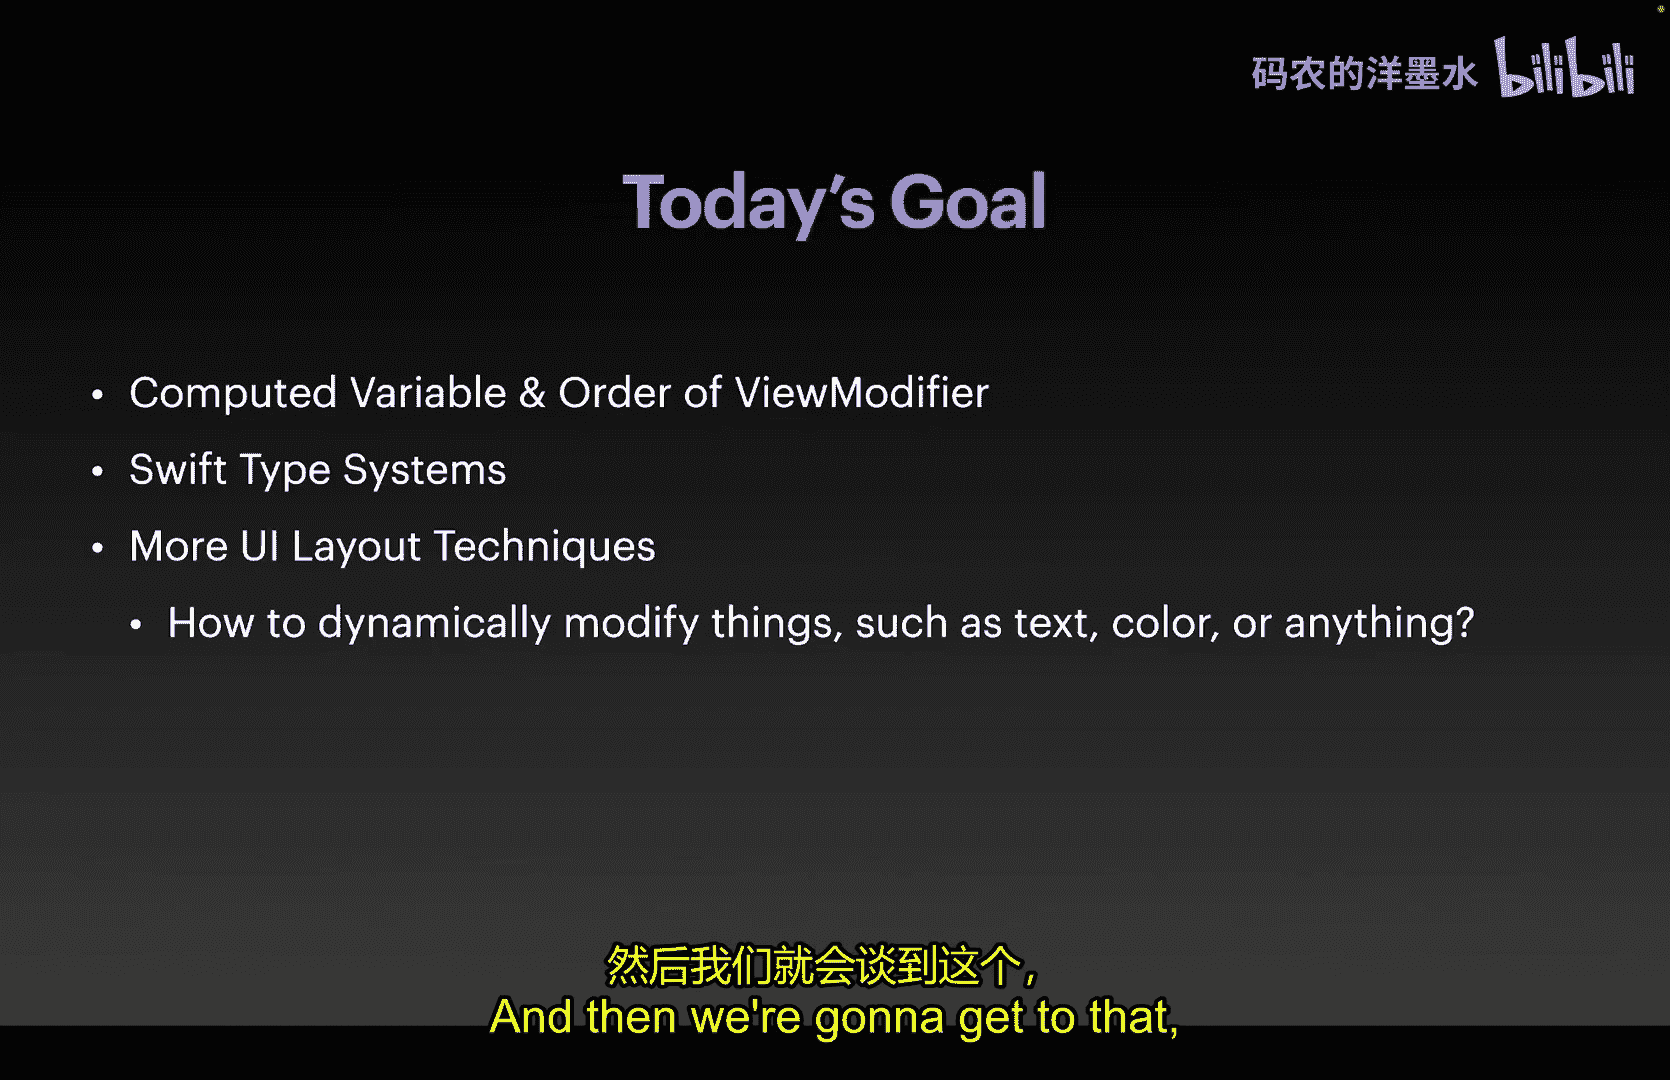 码农的洋墨水 bilibili
Today’s Goal
• Computed Variable & Order of ViewModifier
• Swift Type Systems
• More UI Layout Techniques
• How to dynamically modify things, such as text, color, or anything?
然后我们就会谈到这个，
And then we're gonna get to that,